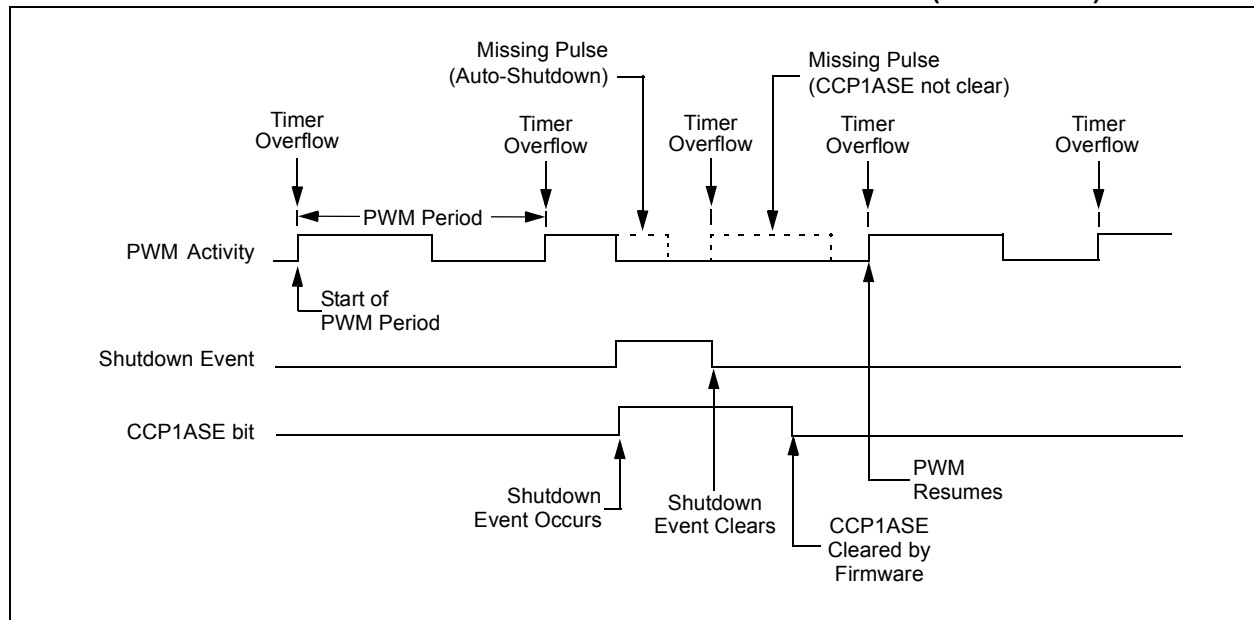 Missing Pulse
(Auto-Shutdown)
Missing Pulse
(CCP1ASE not clear)
Timer
Overflow
Timer
Overflow
Timer
Overflow
Timer
Overflow
Timer
Overflow
PWM Period
PWM Activity
Start of
PWM Period
Shutdown Event
CCP1ASE bit
Shutdown
Event Occurs
Shutdown
Event Clears
PWM
Resumes
CCP1ASE
Cleared by
Firmware